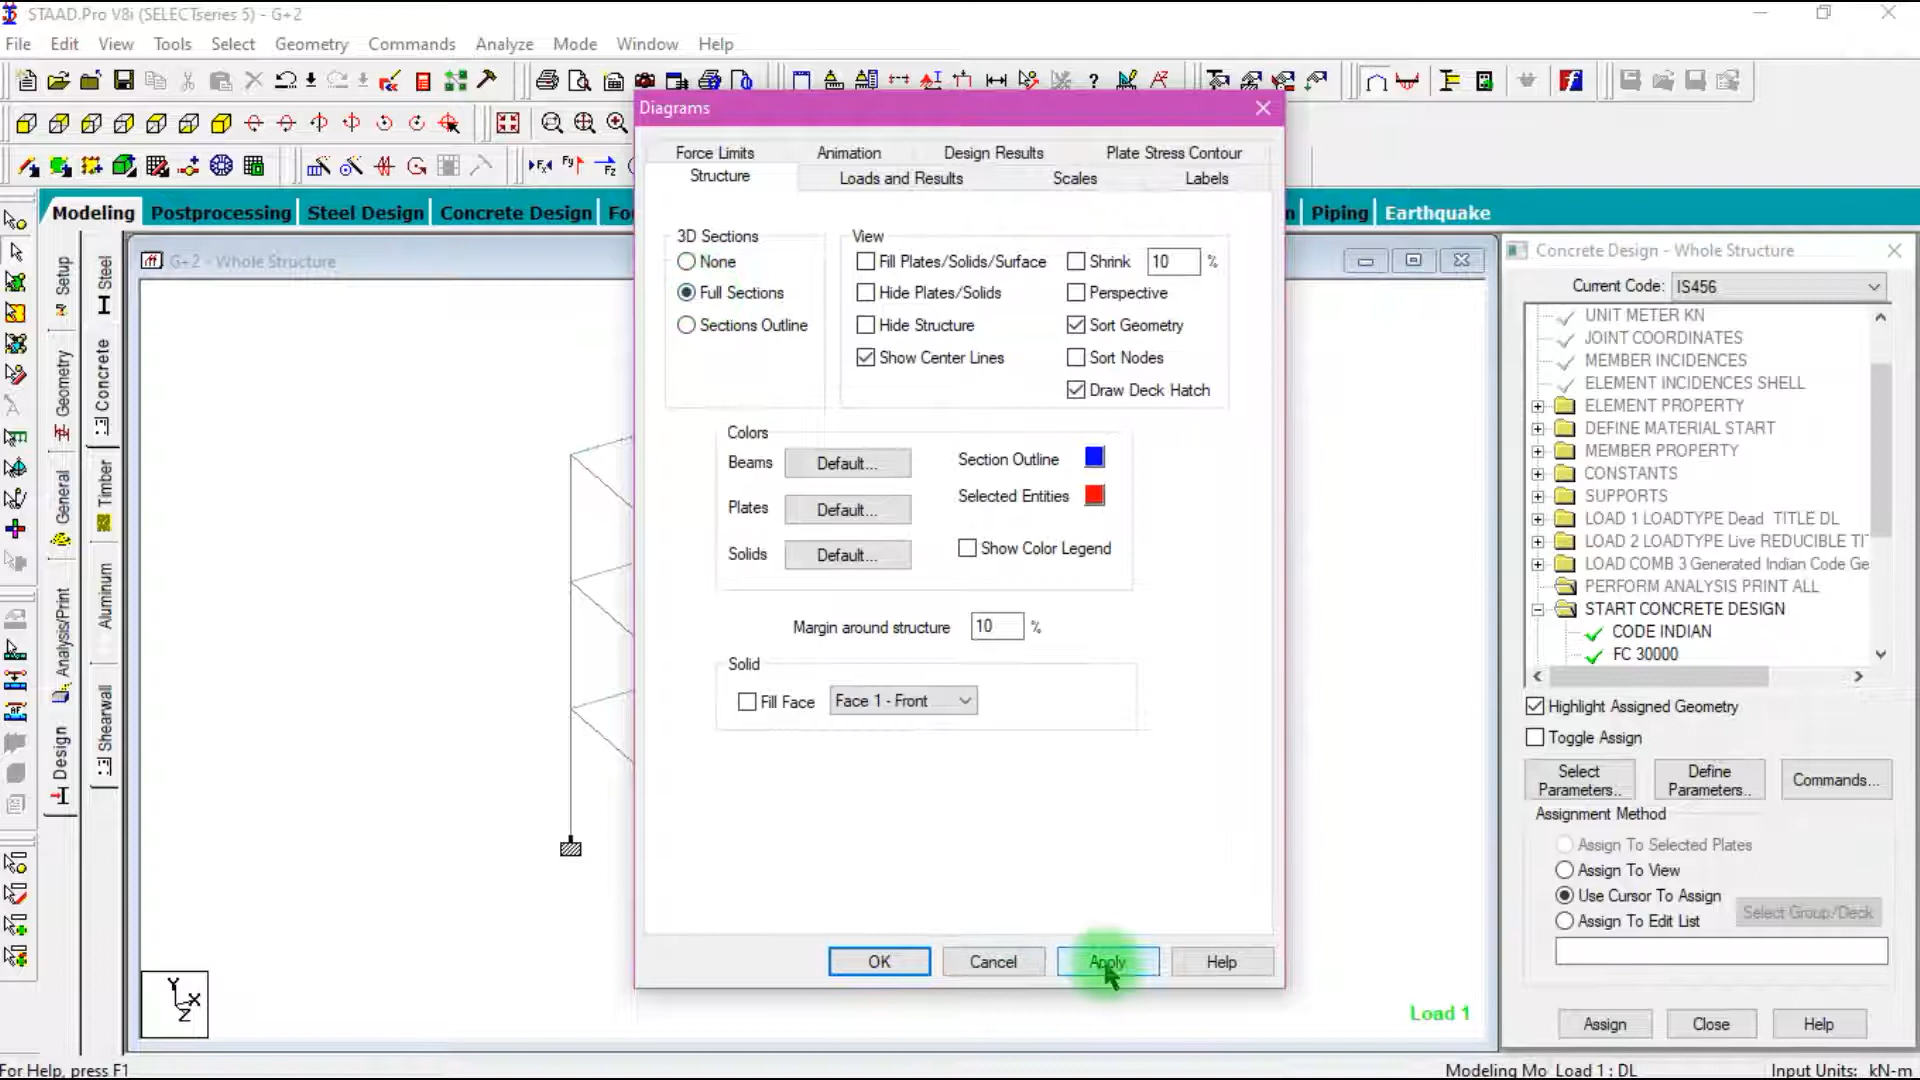 STAAD.Pro V8i (SELECTseries 5) - G+2
File Edit View Tools Select Geometry Commands Analyze Mode Window Help
Modeling Postprocessing Steel Design Concrete Design Piping Earthquake
G+2 - Whole Structure
Setup
Geometry
General
Analysis/Print
Design
Steel
Concrete
Timber
Aluminum
Shearwall
Diagrams
Force Limits Animation Design Results Plate Stress Contour
Structure Loads and Results Scales Labels
3D Sections
None
Full Sections
Sections Outline
View
Fill Plates/Solids/Surface Shrink 10 %
Hide Plates/Solids Perspective
Hide Structure Sort Geometry
Show Center Lines Sort Nodes
Draw Deck Hatch
Colors
Beams Default... Section Outline
Selected Entities
Plates Default...
Solids Default... Show Color Legend
Margin around structure 10 %
Solid
Fill Face Face 1 - Front
OK Cancel Apply Help
Y
X
Z
Load 1
Concrete Design - Whole Structure
Current Code: IS456
UNIT METER KN
JOINT COORDINATES
MEMBER INCIDENCES
ELEMENT INCIDENCES SHELL
ELEMENT PROPERTY
DEFINE MATERIAL START
MEMBER PROPERTY
CONSTANTS
SUPPORTS
LOAD 1 LOADTYPE Dead TITLE DL
LOAD 2 LOADTYPE Live REDUCIBLE TI
LOAD COMB 3 Generated Indian Code Ge
PERFORM ANALYSIS PRINT ALL
START CONCRETE DESIGN
CODE INDIAN
FC 30000
Highlight Assigned Geometry
Toggle Assign
Select Parameters.. Define Parameters.. Commands...
Assignment Method
Assign To Selected Plates
Assign To View
Use Cursor To Assign
Select Group/Deck
Assign To Edit List
Assign Close Help
For Help, press F1
Modeling Mo Load 1 : DL Input Units: kN-m